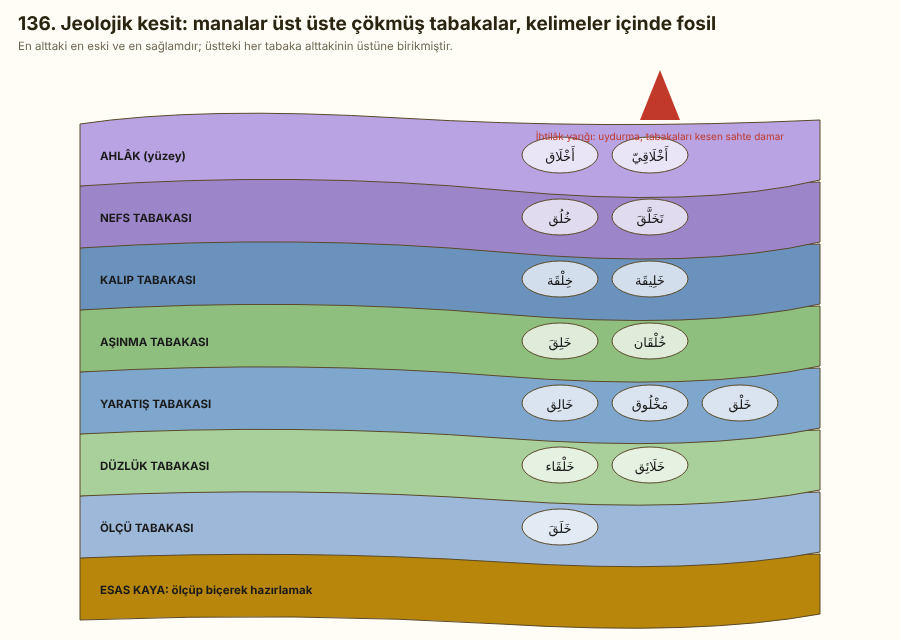 136. Jeolojik kesit: manalar üst üste çökmüş tabakalar, kelimeler içinde fosil
En alttaki en eski ve en sağlamdır; üstteki her tabaka alttakinin üstüne birikmiştir.
İhtilâk yarığı: uydurma, tabakaları kesen sahte damar
AHLÂK (yüzey) أَخْلَاق أَخْلَاقِيّ
NEFS TABAKASI خُلُق تَخَلَّقَ
KALIP TABAKASI خِلْقَة خَلِيقَة
AŞINMA TABAKASI خَلِقَ خُلْقَان
YARATIŞ TABAKASI خَالِق مَخْلُوق خَلْق
DÜZLÜK TABAKASI خَلْقَاء خَلَائِق
ÖLÇÜ TABAKASI خَلَقَ
ESAS KAYA: ölçüp biçerek hazırlamak